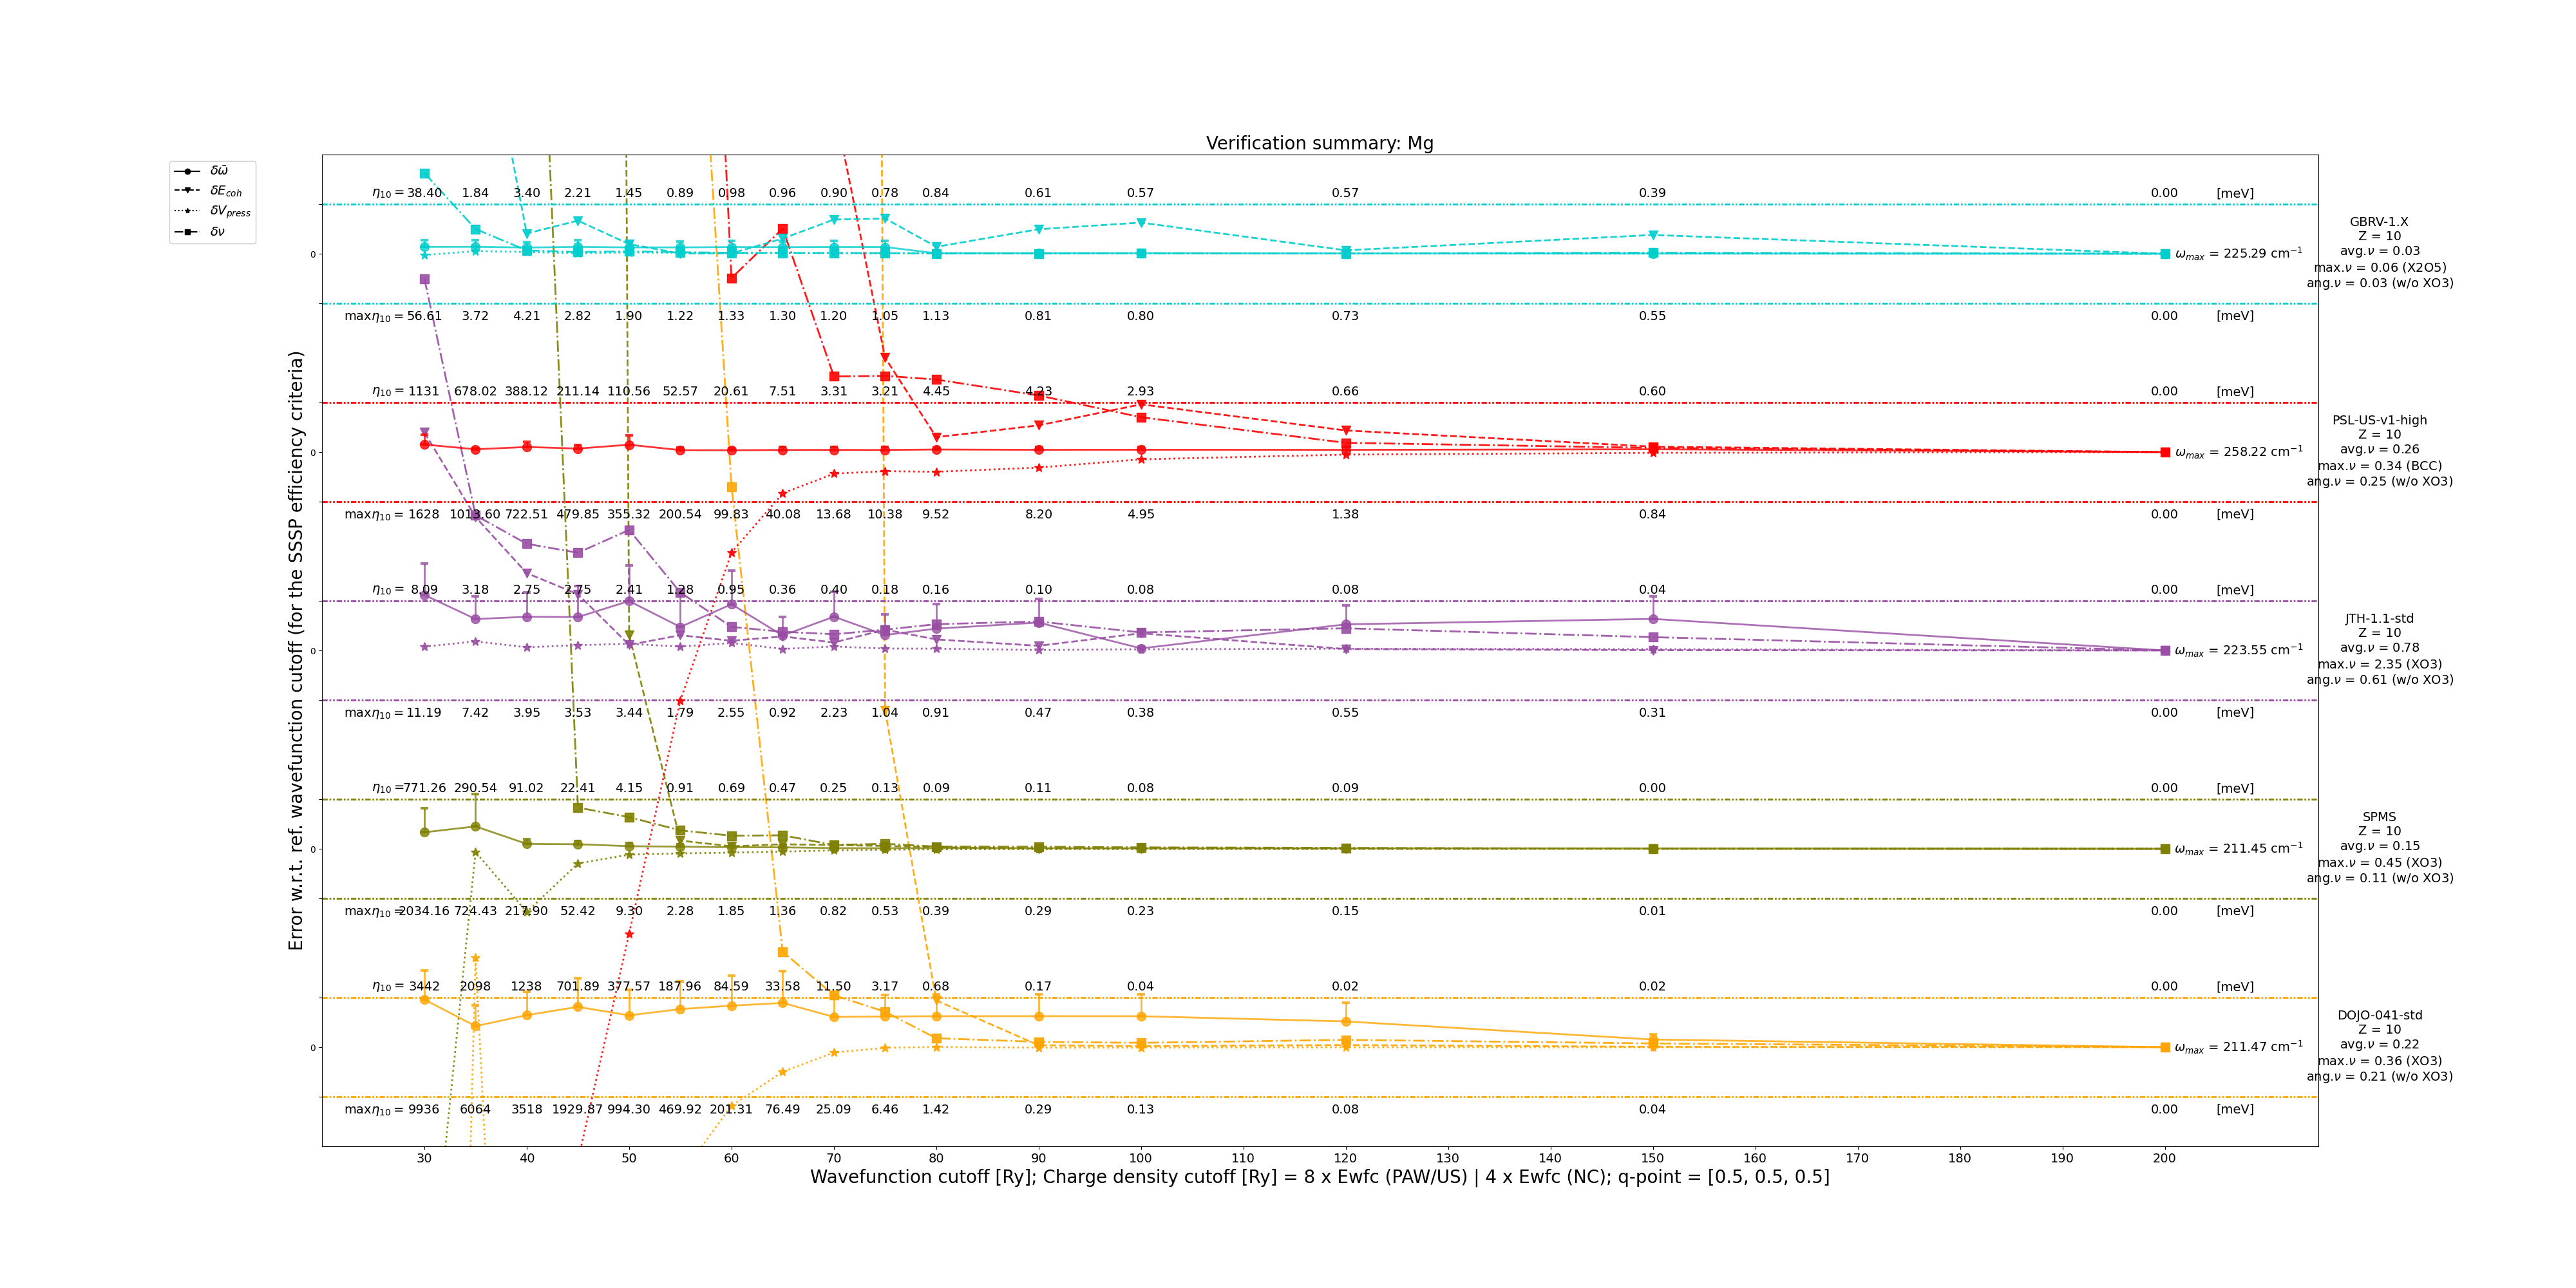 Verification summary: Mg
δω̄
δE_coh
δV_press
δν
Error w.r.t. ref. wavefunction cutoff (for the SSSP efficiency criteria)
η₁₀ = 38.40 1.84 3.40 2.21 1.45 0.89 0.98 0.96 0.90 0.78 0.84 0.61 0.57 0.57 0.39 0.00 [meV]
0
ω_max = 225.29 cm⁻¹
GBRV-1.X
Z = 10
avg.ν = 0.03
max.ν = 0.06 (X2O5)
ang.ν = 0.03 (w/o XO3)
maxη₁₀ = 56.61 3.72 4.21 2.82 1.90 1.22 1.33 1.30 1.20 1.05 1.13 0.81 0.80 0.73 0.55 0.00 [meV]
η₁₀ = 1131 678.02 388.12 211.14 110.56 52.57 20.61 7.51 3.31 3.21 4.45 4.23 2.93 0.66 0.60 0.00 [meV]
0
ω_max = 258.22 cm⁻¹
PSL-US-v1-high
Z = 10
avg.ν = 0.26
max.ν = 0.34 (BCC)
ang.ν = 0.25 (w/o XO3)
maxη₁₀ = 1628 1013.60 722.51 479.85 355.32 200.54 99.83 40.08 13.68 10.38 9.52 8.20 4.95 1.38 0.84 0.00 [meV]
η₁₀ = 8.09 3.18 2.75 2.75 2.41 1.28 0.95 0.36 0.40 0.18 0.16 0.10 0.08 0.08 0.04 0.00 [meV]
0
ω_max = 223.55 cm⁻¹
JTH-1.1-std
Z = 10
avg.ν = 0.78
max.ν = 2.35 (XO3)
ang.ν = 0.61 (w/o XO3)
maxη₁₀ = 11.19 7.42 3.95 3.53 3.44 1.79 2.55 0.92 2.23 1.04 0.91 0.47 0.38 0.55 0.31 0.00 [meV]
η₁₀ = 771.26 290.54 91.02 22.41 4.15 0.91 0.69 0.47 0.25 0.13 0.09 0.11 0.08 0.09 0.00 0.00 [meV]
0
ω_max = 211.45 cm⁻¹
SPMS
Z = 10
avg.ν = 0.15
max.ν = 0.45 (XO3)
ang.ν = 0.11 (w/o XO3)
maxη₁₀ = 2034.16 724.43 217.90 52.42 9.30 2.28 1.85 1.36 0.82 0.53 0.39 0.29 0.23 0.15 0.01 0.00 [meV]
η₁₀ = 3442 2098 1238 701.89 377.57 187.96 84.59 33.58 11.50 3.17 0.68 0.17 0.04 0.02 0.02 0.00 [meV]
0
ω_max = 211.47 cm⁻¹
DOJO-041-std
Z = 10
avg.ν = 0.22
max.ν = 0.36 (XO3)
ang.ν = 0.21 (w/o XO3)
maxη₁₀ = 9936 6064 3518 1929.87 994.30 469.92 201.31 76.49 25.09 6.46 1.42 0.29 0.13 0.08 0.04 0.00 [meV]
30 40 50 60 70 80 90 100 110 120 130 140 150 160 170 180 190 200
Wavefunction cutoff [Ry]; Charge density cutoff [Ry] = 8 x Ewfc (PAW/US) | 4 x Ewfc (NC); q-point = [0.5, 0.5, 0.5]